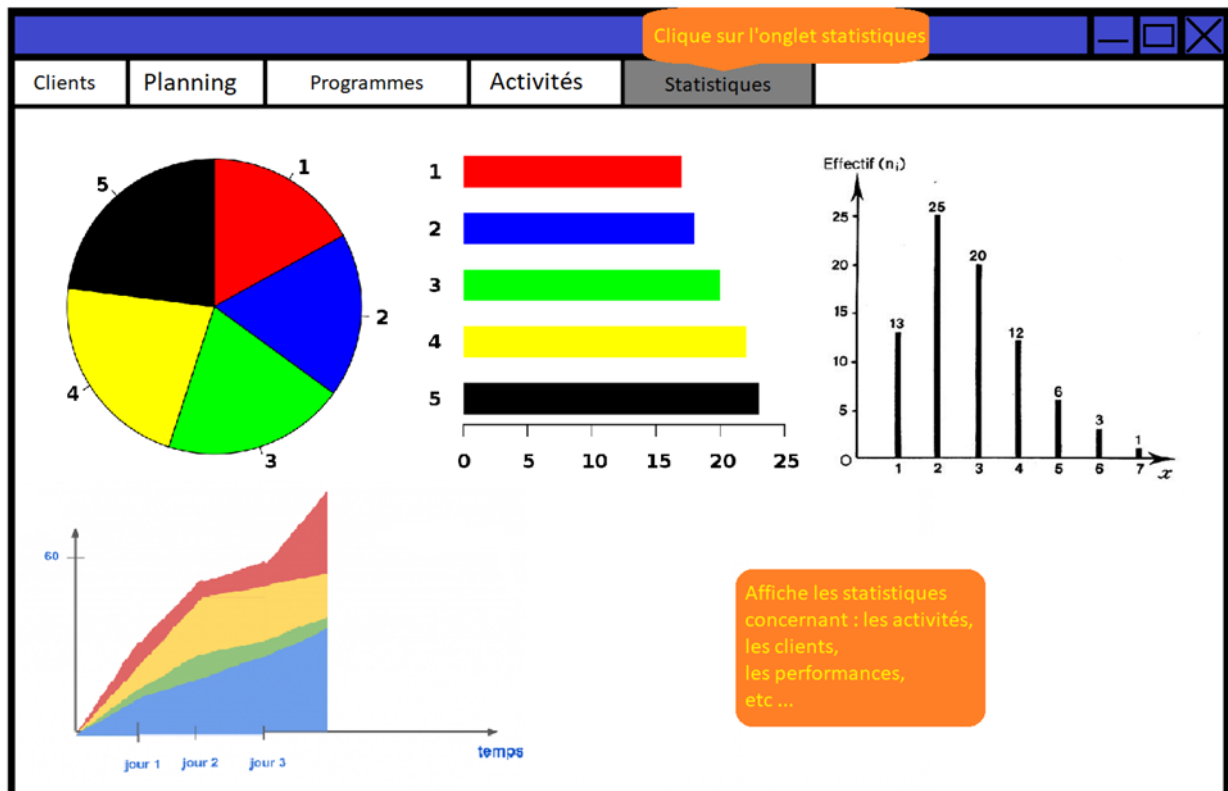 Clique sur l'onglet statistiques
Clients
Planning
Programmes
Activités
Statistiques
1
2
3
4
5
1
2
3
4
5
0 5 10 15 20 25
Effectif (nᵢ)
25
20
15
10
5
O
13
25
20
12
6
3
1
1 2 3 4 5 6 7
x
60
jour 1 jour 2 jour 3
temps
Affiche les statistiques
concernant : les activités,
les clients,
les performances,
etc ...